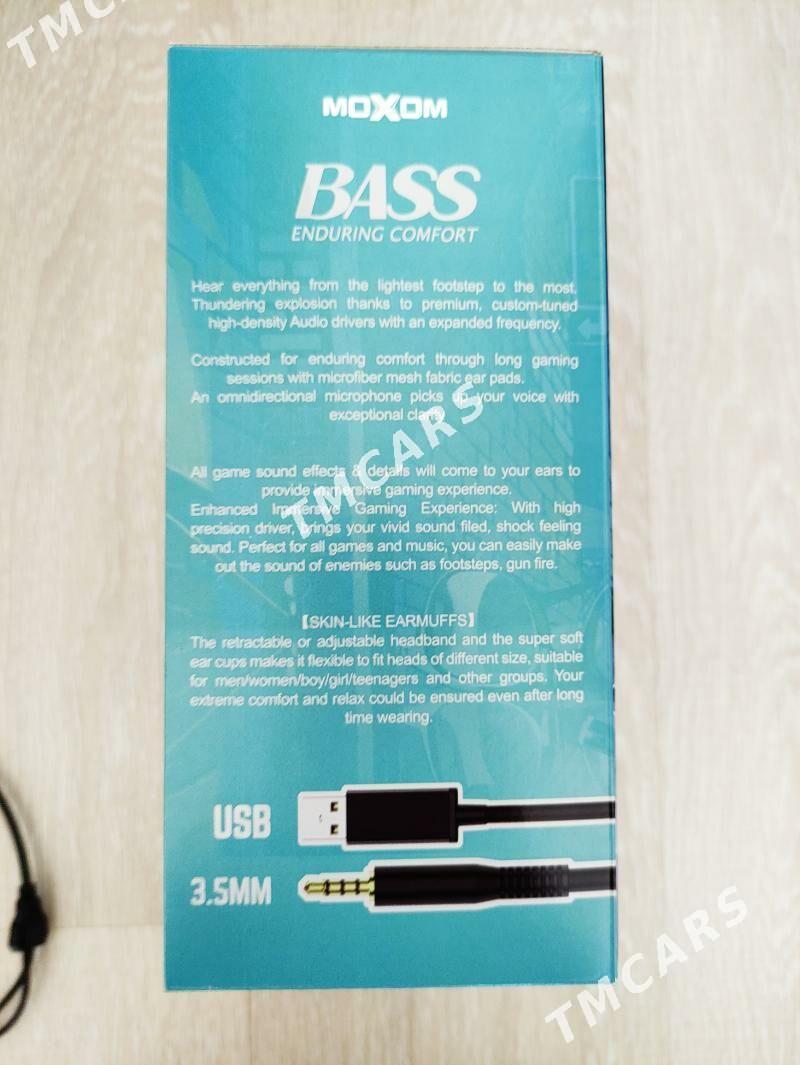 TMCARS
MOXOM
BASS
ENDURING COMFORT
Hear everything from the lightest footstep to the most.
Thundering explosion thanks to premium, custom-tuned
high-density Audio drivers with an expanded frequency.
Constructed for enduring comfort through long gaming
sessions with microfiber mesh fabric ear pads.
An omnidirectional microphone picks up your voice with
exceptional clarity
TMCARS
All game sound effects & details will come to your ears to
provide immersive gaming experience.
Enhanced Immersive Gaming Experience: With high
precision driver, brings your vivid sound filed, shock feeling
sound. Perfect for all games and music, you can easily make
out the sound of enemies such as footsteps, gun fire.
【SKIN-LIKE EARMUFFS】
The retractable or adjustable headband and the super soft
ear cups makes it flexible to fit heads of different size, suitable
for men/women/boy/girl/teenagers and other groups. Your
extreme comfort and relax could be ensured even after long
time wearing.
USB
3.5MM
TMCARS